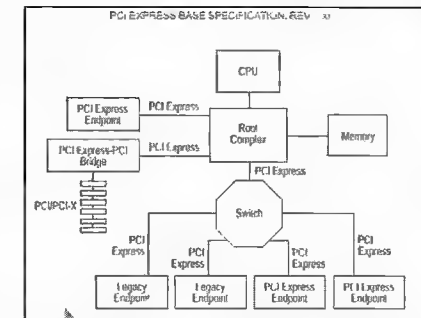 PCI EXPRESS BASE SPECIFICATION, REV
CPU
PCI Express
Endpoint
PCI Express
Root
Complex
Memory
PCI Express-PCI
Bridge
PCI Express
PCI Express
PCI/PCI-X
Switch
PCI
Express
PCI
Express
PCI
Express
PCI
Express
Legacy
Endpoint
Legacy
Endpoint
PCI Express
Endpoint
PCI Express
Endpoint